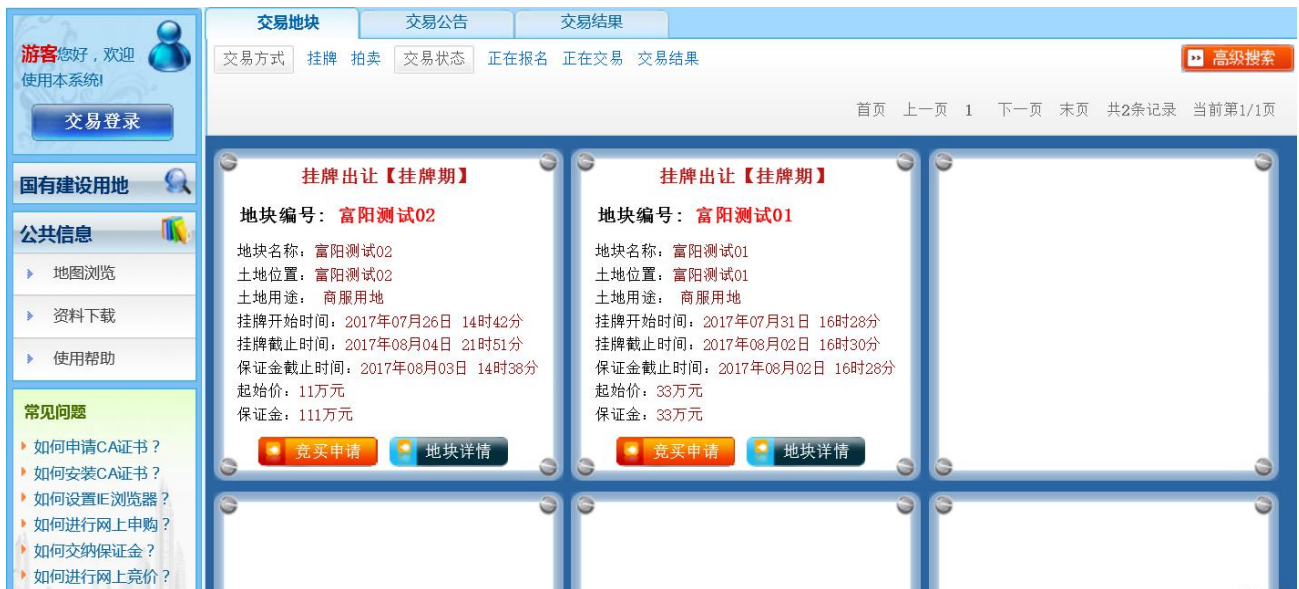 游客您好，欢迎
使用本系统!
交易登录
国有建设用地
公共信息
地图浏览
资料下载
使用帮助
常见问题
如何申请CA证书？
如何安装CA证书？
如何设置IE浏览器？
如何进行网上申购？
如何交纳保证金？
如何进行网上竞价？
交易地块 交易公告 交易结果
交易方式 挂牌 拍卖 交易状态 正在报名 正在交易 交易结果 高级搜索
首页 上一页 1 下一页 末页 共2条记录 当前第1/1页
挂牌出让【挂牌期】
地块编号：富阳测试02
地块名称：富阳测试02
土地位置：富阳测试02
土地用途： 商服用地
挂牌开始时间：2017年07月26日 14时42分
挂牌截止时间：2017年08月04日 21时51分
保证金截止时间：2017年08月03日 14时38分
起始价：11万元
保证金：111万元
竞买申请 地块详情
挂牌出让【挂牌期】
地块编号：富阳测试01
地块名称：富阳测试01
土地位置：富阳测试01
土地用途： 商服用地
挂牌开始时间：2017年07月31日 16时28分
挂牌截止时间：2017年08月02日 16时30分
保证金截止时间：2017年08月02日 16时28分
起始价：33万元
保证金：33万元
竞买申请 地块详情